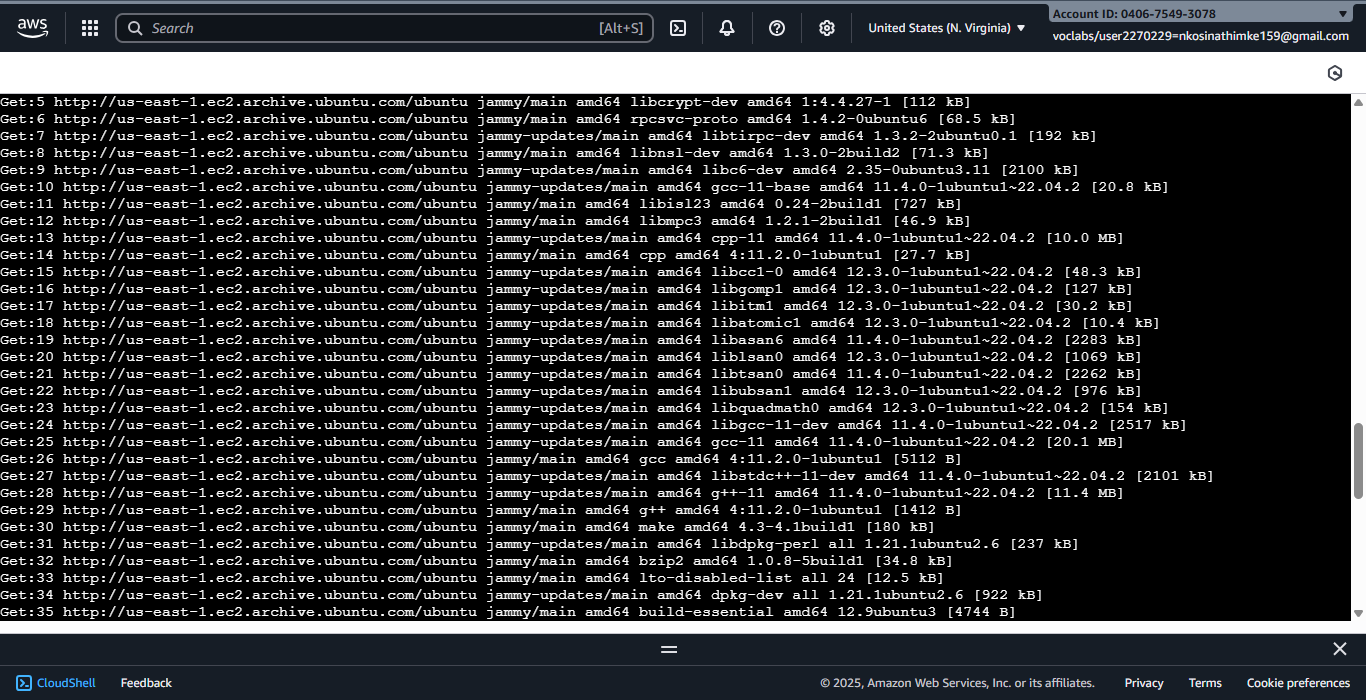 aws
Search [Alt+S]
United States (N. Virginia)
Account ID: 0406-7549-3078
voclabs/user2270229=nkosinathimke159@gmail.com
Get:5 http://us-east-1.ec2.archive.ubuntu.com/ubuntu jammy/main amd64 libcrypt-dev amd64 1:4.4.27-1 [112 kB]
Get:6 http://us-east-1.ec2.archive.ubuntu.com/ubuntu jammy/main amd64 rpcsvc-proto amd64 1.4.2-0ubuntu6 [68.5 kB]
Get:7 http://us-east-1.ec2.archive.ubuntu.com/ubuntu jammy-updates/main amd64 libtirpc-dev amd64 1.3.2-2ubuntu0.1 [192 kB]
Get:8 http://us-east-1.ec2.archive.ubuntu.com/ubuntu jammy/main amd64 libnsl-dev amd64 1.3.0-2build2 [71.3 kB]
Get:9 http://us-east-1.ec2.archive.ubuntu.com/ubuntu jammy-updates/main amd64 libc6-dev amd64 2.35-0ubuntu3.11 [2100 kB]
Get:10 http://us-east-1.ec2.archive.ubuntu.com/ubuntu jammy-updates/main amd64 gcc-11-base amd64 11.4.0-1ubuntu1~22.04.2 [20.8 kB]
Get:11 http://us-east-1.ec2.archive.ubuntu.com/ubuntu jammy/main amd64 libisl23 amd64 0.24-2build1 [727 kB]
Get:12 http://us-east-1.ec2.archive.ubuntu.com/ubuntu jammy/main amd64 libmpc3 amd64 1.2.1-2build1 [46.9 kB]
Get:13 http://us-east-1.ec2.archive.ubuntu.com/ubuntu jammy-updates/main amd64 cpp-11 amd64 11.4.0-1ubuntu1~22.04.2 [10.0 MB]
Get:14 http://us-east-1.ec2.archive.ubuntu.com/ubuntu jammy/main amd64 cpp amd64 4:11.2.0-1ubuntu1 [27.7 kB]
Get:15 http://us-east-1.ec2.archive.ubuntu.com/ubuntu jammy-updates/main amd64 libcc1-0 amd64 12.3.0-1ubuntu1~22.04.2 [48.3 kB]
Get:16 http://us-east-1.ec2.archive.ubuntu.com/ubuntu jammy-updates/main amd64 libgomp1 amd64 12.3.0-1ubuntu1~22.04.2 [127 kB]
Get:17 http://us-east-1.ec2.archive.ubuntu.com/ubuntu jammy-updates/main amd64 libitm1 amd64 12.3.0-1ubuntu1~22.04.2 [30.2 kB]
Get:18 http://us-east-1.ec2.archive.ubuntu.com/ubuntu jammy-updates/main amd64 libatomic1 amd64 12.3.0-1ubuntu1~22.04.2 [10.4 kB]
Get:19 http://us-east-1.ec2.archive.ubuntu.com/ubuntu jammy-updates/main amd64 libasan6 amd64 11.4.0-1ubuntu1~22.04.2 [2283 kB]
Get:20 http://us-east-1.ec2.archive.ubuntu.com/ubuntu jammy-updates/main amd64 liblsan0 amd64 12.3.0-1ubuntu1~22.04.2 [1069 kB]
Get:21 http://us-east-1.ec2.archive.ubuntu.com/ubuntu jammy-updates/main amd64 libtsan0 amd64 11.4.0-1ubuntu1~22.04.2 [2262 kB]
Get:22 http://us-east-1.ec2.archive.ubuntu.com/ubuntu jammy-updates/main amd64 libubsan1 amd64 12.3.0-1ubuntu1~22.04.2 [976 kB]
Get:23 http://us-east-1.ec2.archive.ubuntu.com/ubuntu jammy-updates/main amd64 libquadmath0 amd64 12.3.0-1ubuntu1~22.04.2 [154 kB]
Get:24 http://us-east-1.ec2.archive.ubuntu.com/ubuntu jammy-updates/main amd64 libgcc-11-dev amd64 11.4.0-1ubuntu1~22.04.2 [2517 kB]
Get:25 http://us-east-1.ec2.archive.ubuntu.com/ubuntu jammy-updates/main amd64 gcc-11 amd64 11.4.0-1ubuntu1~22.04.2 [20.1 MB]
Get:26 http://us-east-1.ec2.archive.ubuntu.com/ubuntu jammy/main amd64 gcc amd64 4:11.2.0-1ubuntu1 [5112 B]
Get:27 http://us-east-1.ec2.archive.ubuntu.com/ubuntu jammy-updates/main amd64 libstdc++-11-dev amd64 11.4.0-1ubuntu1~22.04.2 [2101 kB]
Get:28 http://us-east-1.ec2.archive.ubuntu.com/ubuntu jammy-updates/main amd64 g++-11 amd64 11.4.0-1ubuntu1~22.04.2 [11.4 MB]
Get:29 http://us-east-1.ec2.archive.ubuntu.com/ubuntu jammy/main amd64 g++ amd64 4:11.2.0-1ubuntu1 [1412 B]
Get:30 http://us-east-1.ec2.archive.ubuntu.com/ubuntu jammy/main amd64 make amd64 4.3-4.1build1 [180 kB]
Get:31 http://us-east-1.ec2.archive.ubuntu.com/ubuntu jammy-updates/main amd64 libdpkg-perl all 1.21.1ubuntu2.6 [237 kB]
Get:32 http://us-east-1.ec2.archive.ubuntu.com/ubuntu jammy/main amd64 bzip2 amd64 1.0.8-5build1 [34.8 kB]
Get:33 http://us-east-1.ec2.archive.ubuntu.com/ubuntu jammy/main amd64 lto-disabled-list all 24 [12.5 kB]
Get:34 http://us-east-1.ec2.archive.ubuntu.com/ubuntu jammy-updates/main amd64 dpkg-dev all 1.21.1ubuntu2.6 [922 kB]
Get:35 http://us-east-1.ec2.archive.ubuntu.com/ubuntu jammy/main amd64 build-essential amd64 12.9ubuntu3 [4744 B]
CloudShell Feedback © 2025, Amazon Web Services, Inc. or its affiliates. Privacy Terms Cookie preferences